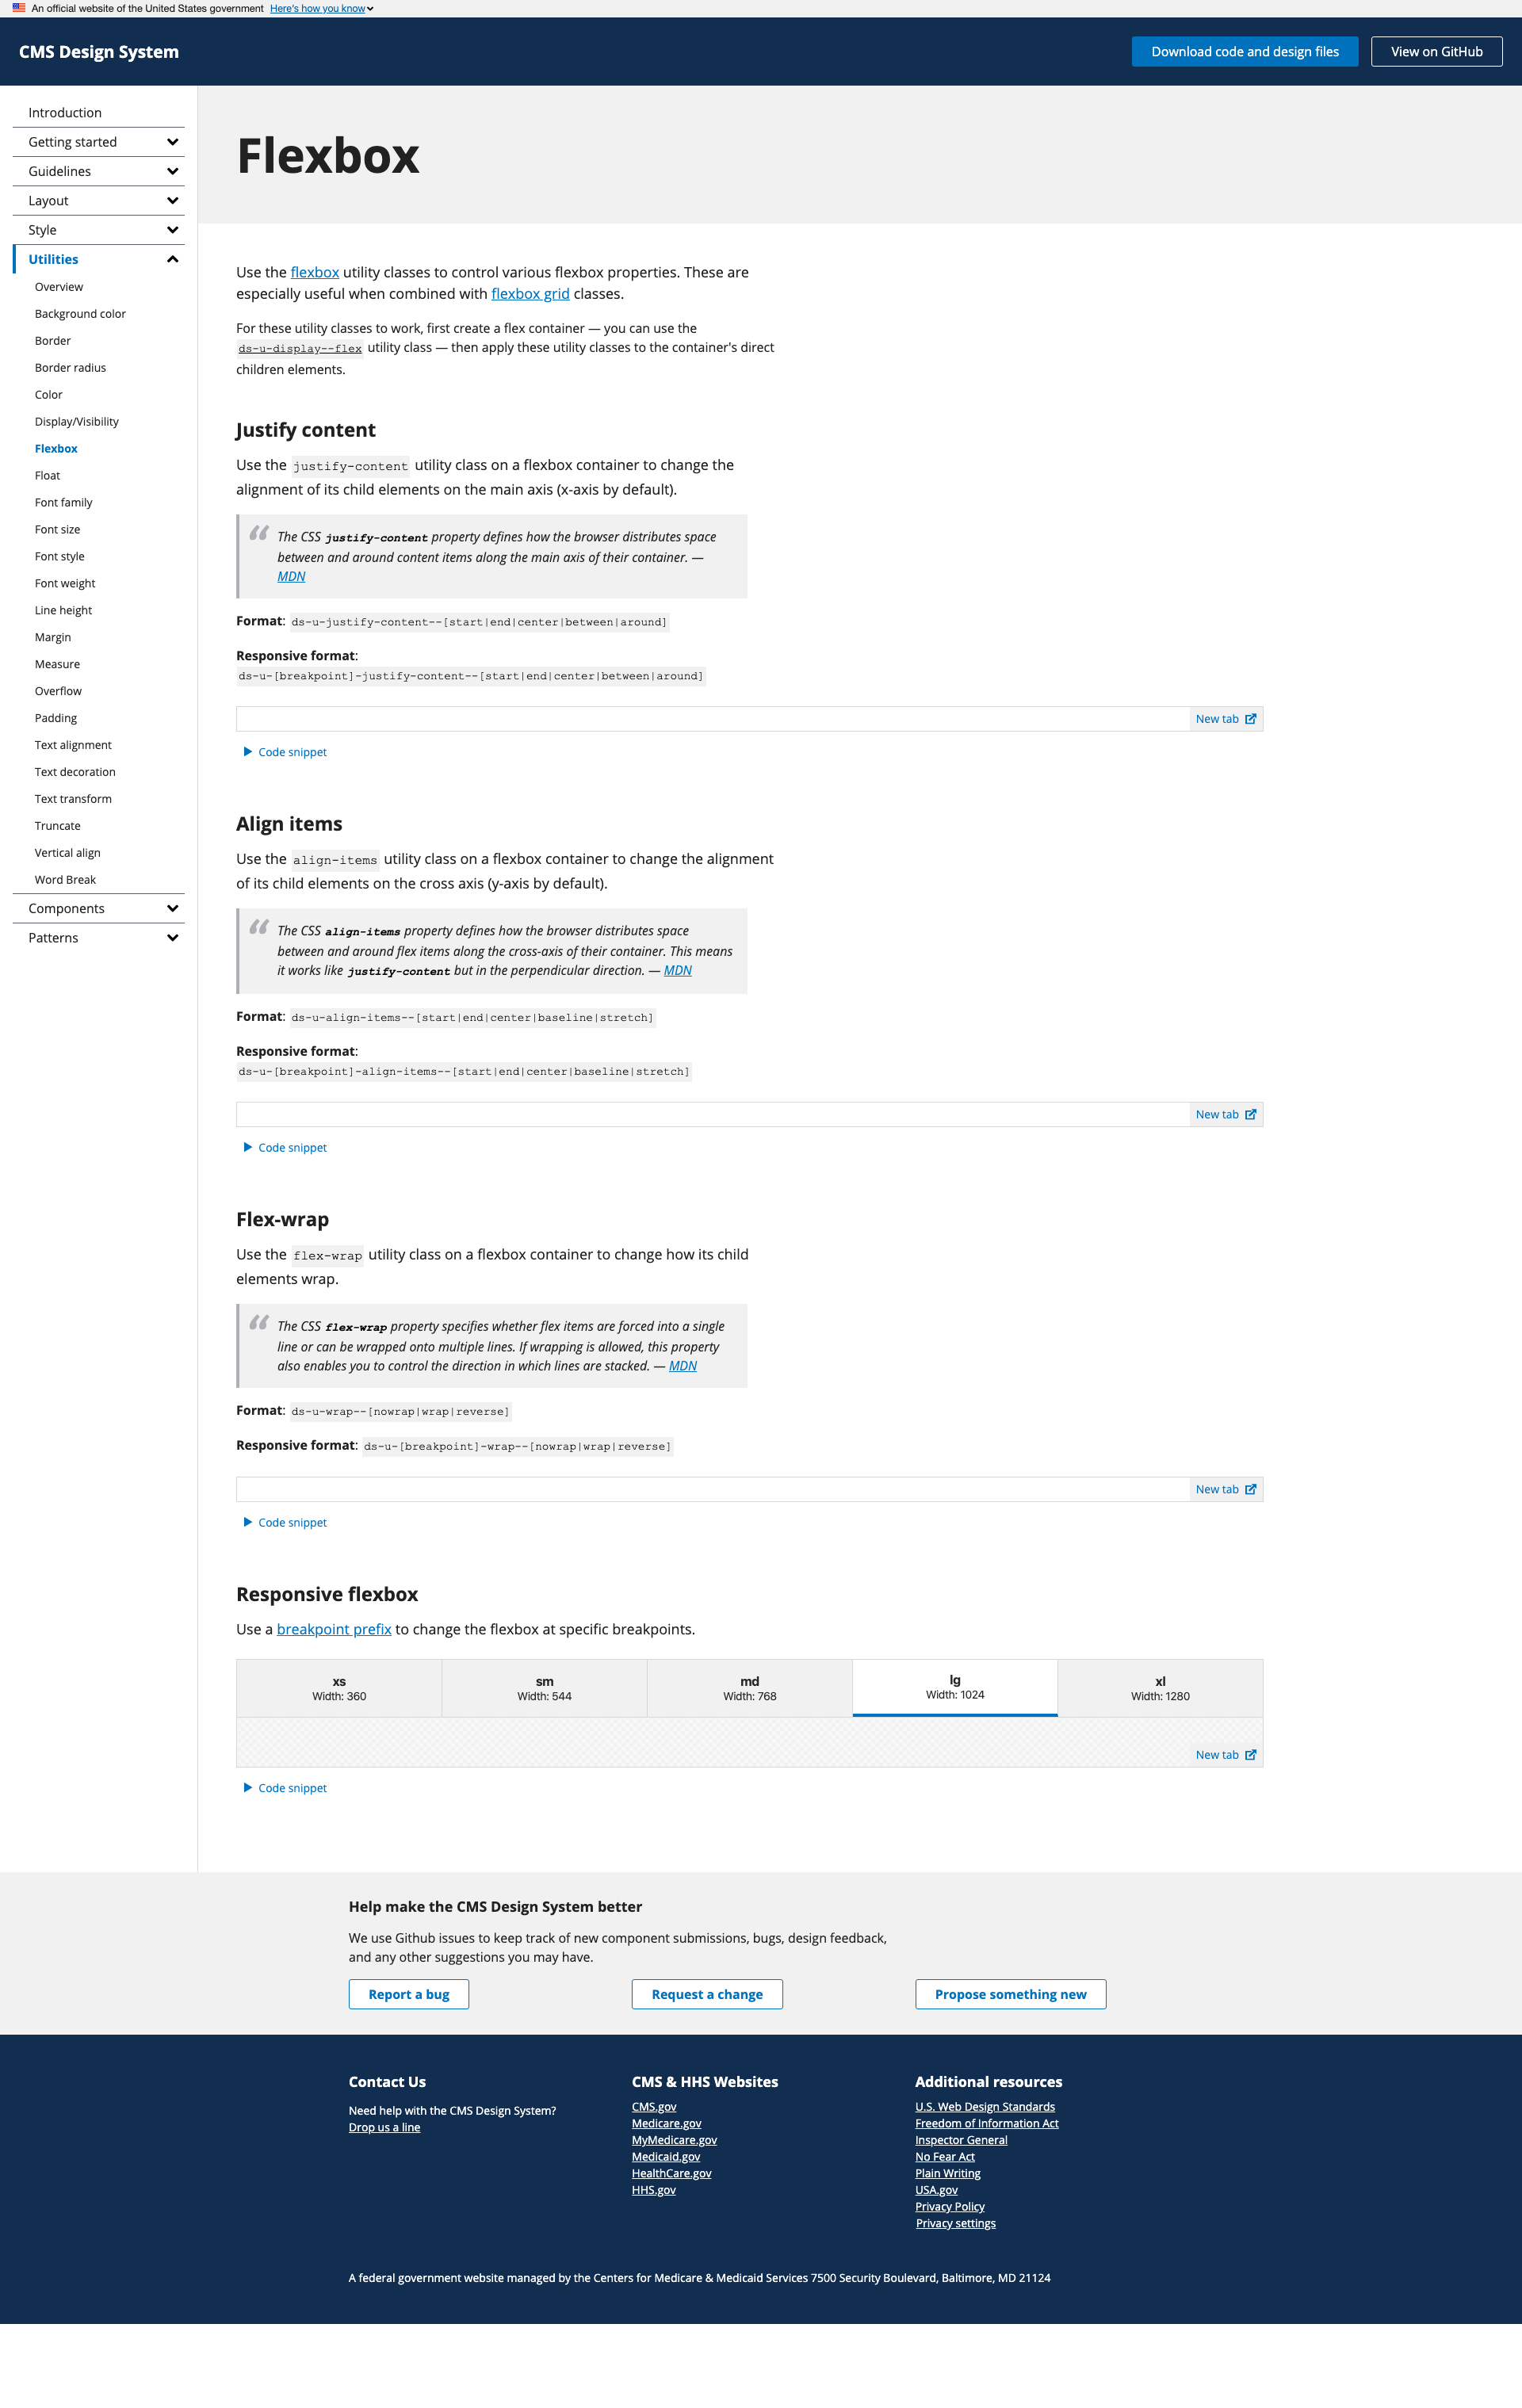 An official website of the United States government Here's how you know
CMS Design System
Download code and design files
View on GitHub
Introduction
Getting started
Guidelines
Layout
Style
Utilities
Overview
Background color
Border
Border radius
Color
Display/Visibility
Flexbox
Float
Font family
Font size
Font style
Font weight
Line height
Margin
Measure
Overflow
Padding
Text alignment
Text decoration
Text transform
Truncate
Vertical align
Word Break
Components
Patterns
Flexbox
Use the flexbox utility classes to control various flexbox properties. These are
especially useful when combined with flexbox grid classes.
For these utility classes to work, first create a flex container — you can use the
ds-u-display--flex utility class — then apply these utility classes to the container's direct
children elements.
Justify content
Use the justify-content utility class on a flexbox container to change the
alignment of its child elements on the main axis (x-axis by default).
“
The CSS justify-content property defines how the browser distributes space
between and around content items along the main axis of their container. —
MDN
Format: ds-u-justify-content--[start|end|center|between|around]
Responsive format:
ds-u-[breakpoint]-justify-content--[start|end|center|between|around]
New tab
Code snippet
Align items
Use the align-items utility class on a flexbox container to change the alignment
of its child elements on the cross axis (y-axis by default).
“
The CSS align-items property defines how the browser distributes space
between and around flex items along the cross-axis of their container. This means
it works like justify-content but in the perpendicular direction. — MDN
Format: ds-u-align-items--[start|end|center|baseline|stretch]
Responsive format:
ds-u-[breakpoint]-align-items--[start|end|center|baseline|stretch]
New tab
Code snippet
Flex-wrap
Use the flex-wrap utility class on a flexbox container to change how its child
elements wrap.
“
The CSS flex-wrap property specifies whether flex items are forced into a single
line or can be wrapped onto multiple lines. If wrapping is allowed, this property
also enables you to control the direction in which lines are stacked. — MDN
Format: ds-u-wrap--[nowrap|wrap|reverse]
Responsive format: ds-u-[breakpoint]-wrap--[nowrap|wrap|reverse]
New tab
Code snippet
Responsive flexbox
Use a breakpoint prefix to change the flexbox at specific breakpoints.
xs
Width: 360
sm
Width: 544
md
Width: 768
lg
Width: 1024
xl
Width: 1280
New tab
Code snippet
Help make the CMS Design System better
We use Github issues to keep track of new component submissions, bugs, design feedback,
and any other suggestions you may have.
Report a bug
Request a change
Propose something new
Contact Us
Need help with the CMS Design System?
Drop us a line
CMS & HHS Websites
CMS.gov
Medicare.gov
MyMedicare.gov
Medicaid.gov
HealthCare.gov
HHS.gov
Additional resources
U.S. Web Design Standards
Freedom of Information Act
Inspector General
No Fear Act
Plain Writing
USA.gov
Privacy Policy
Privacy settings
A federal government website managed by the Centers for Medicare & Medicaid Services 7500 Security Boulevard, Baltimore, MD 21124